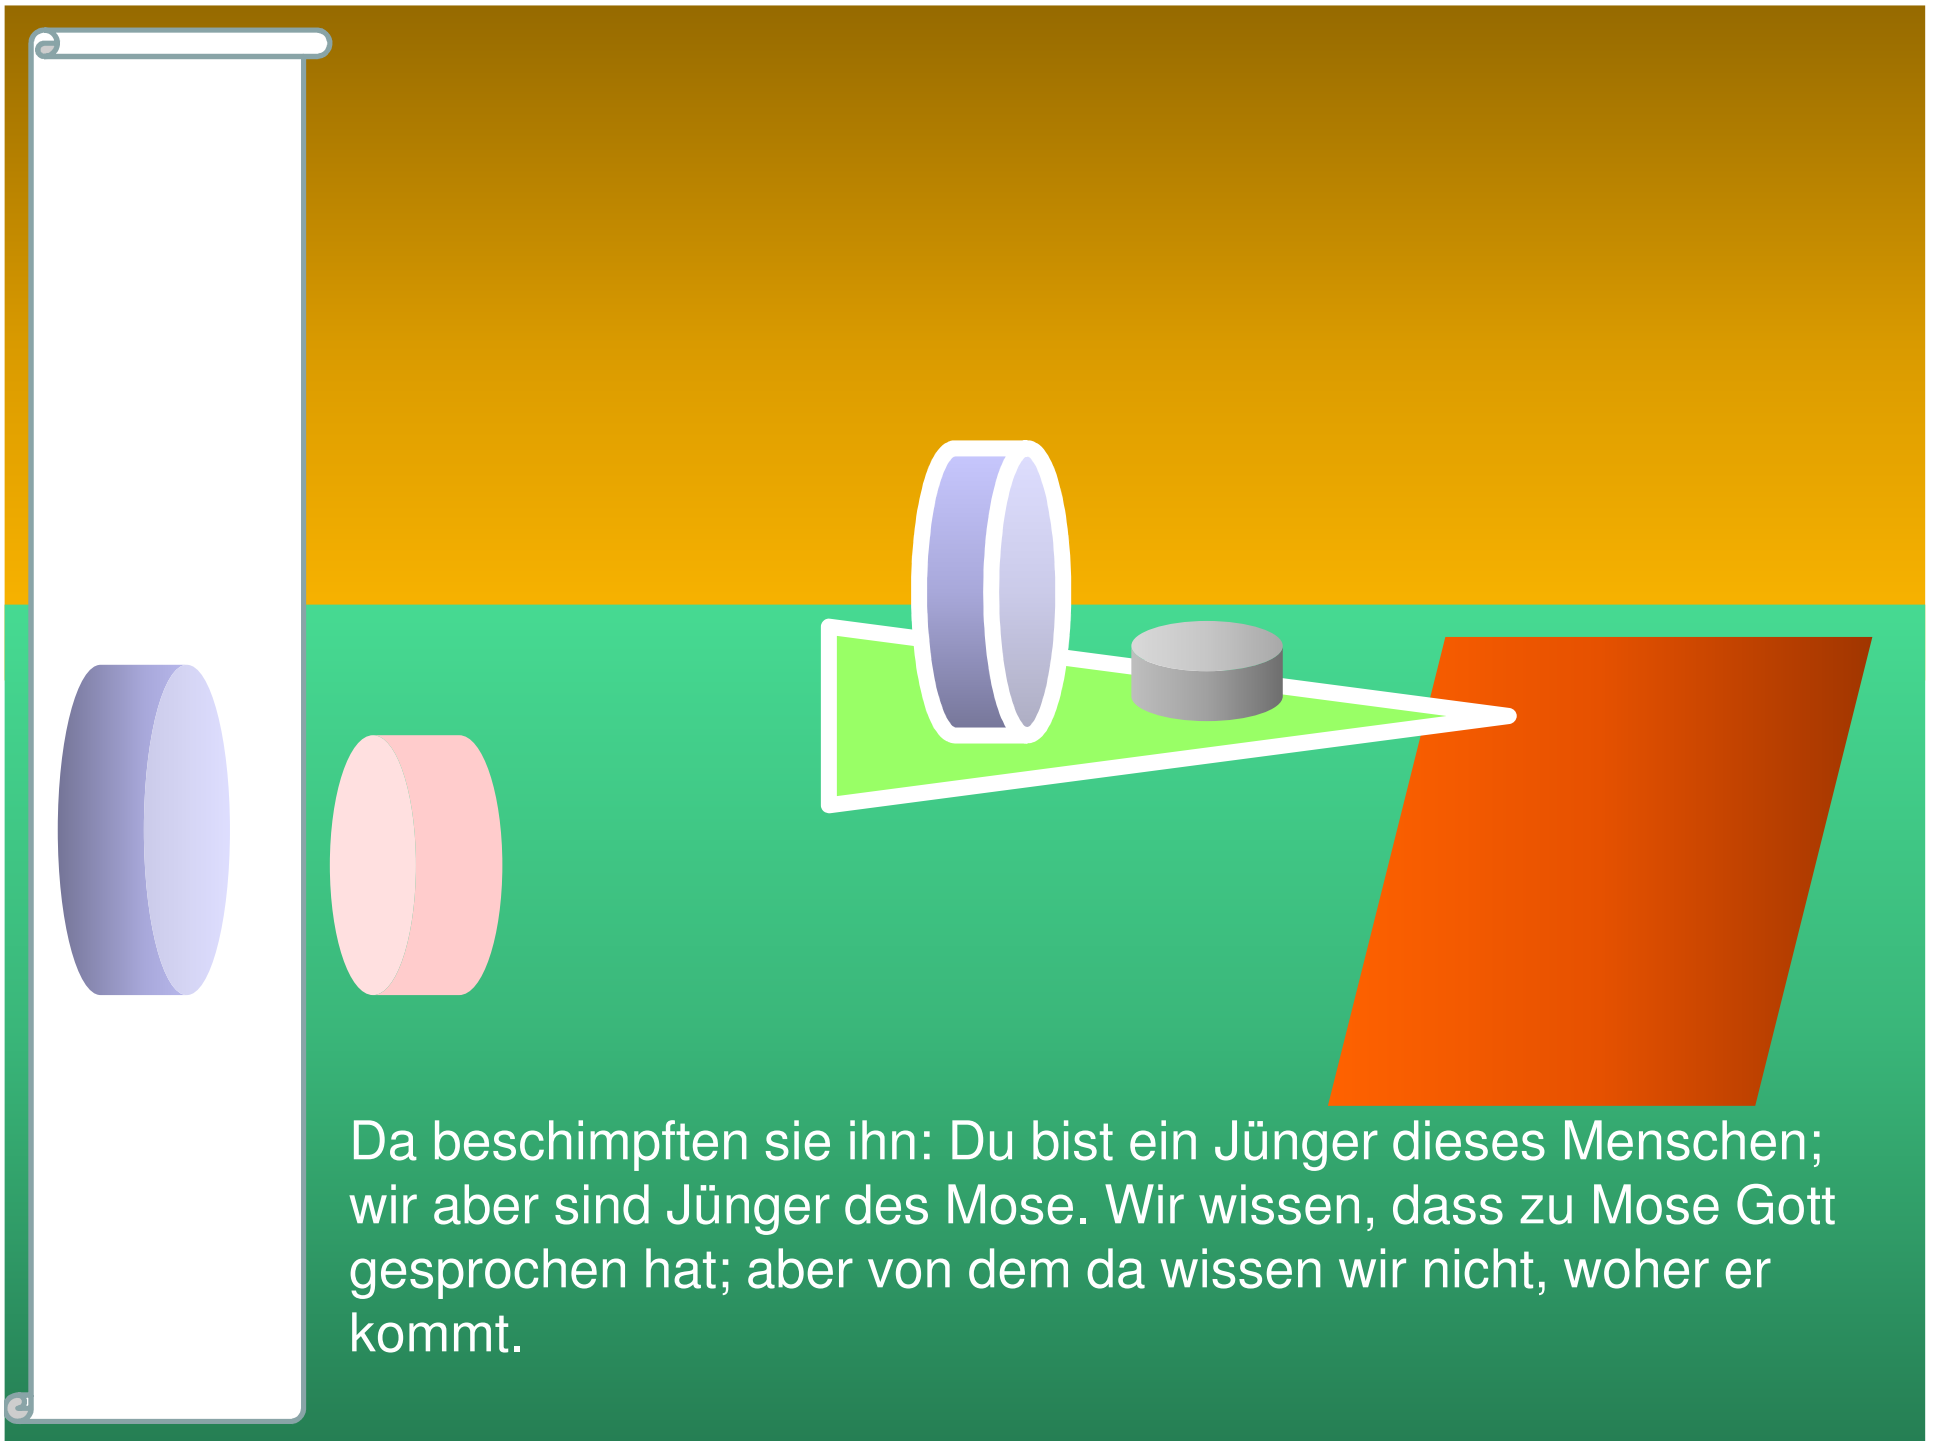 Da beschimpften sie ihn: Du bist ein Jünger dieses Menschen;
wir aber sind Jünger des Mose. Wir wissen, dass zu Mose Gott
gesprochen hat; aber von dem da wissen wir nicht, woher er
kommt.